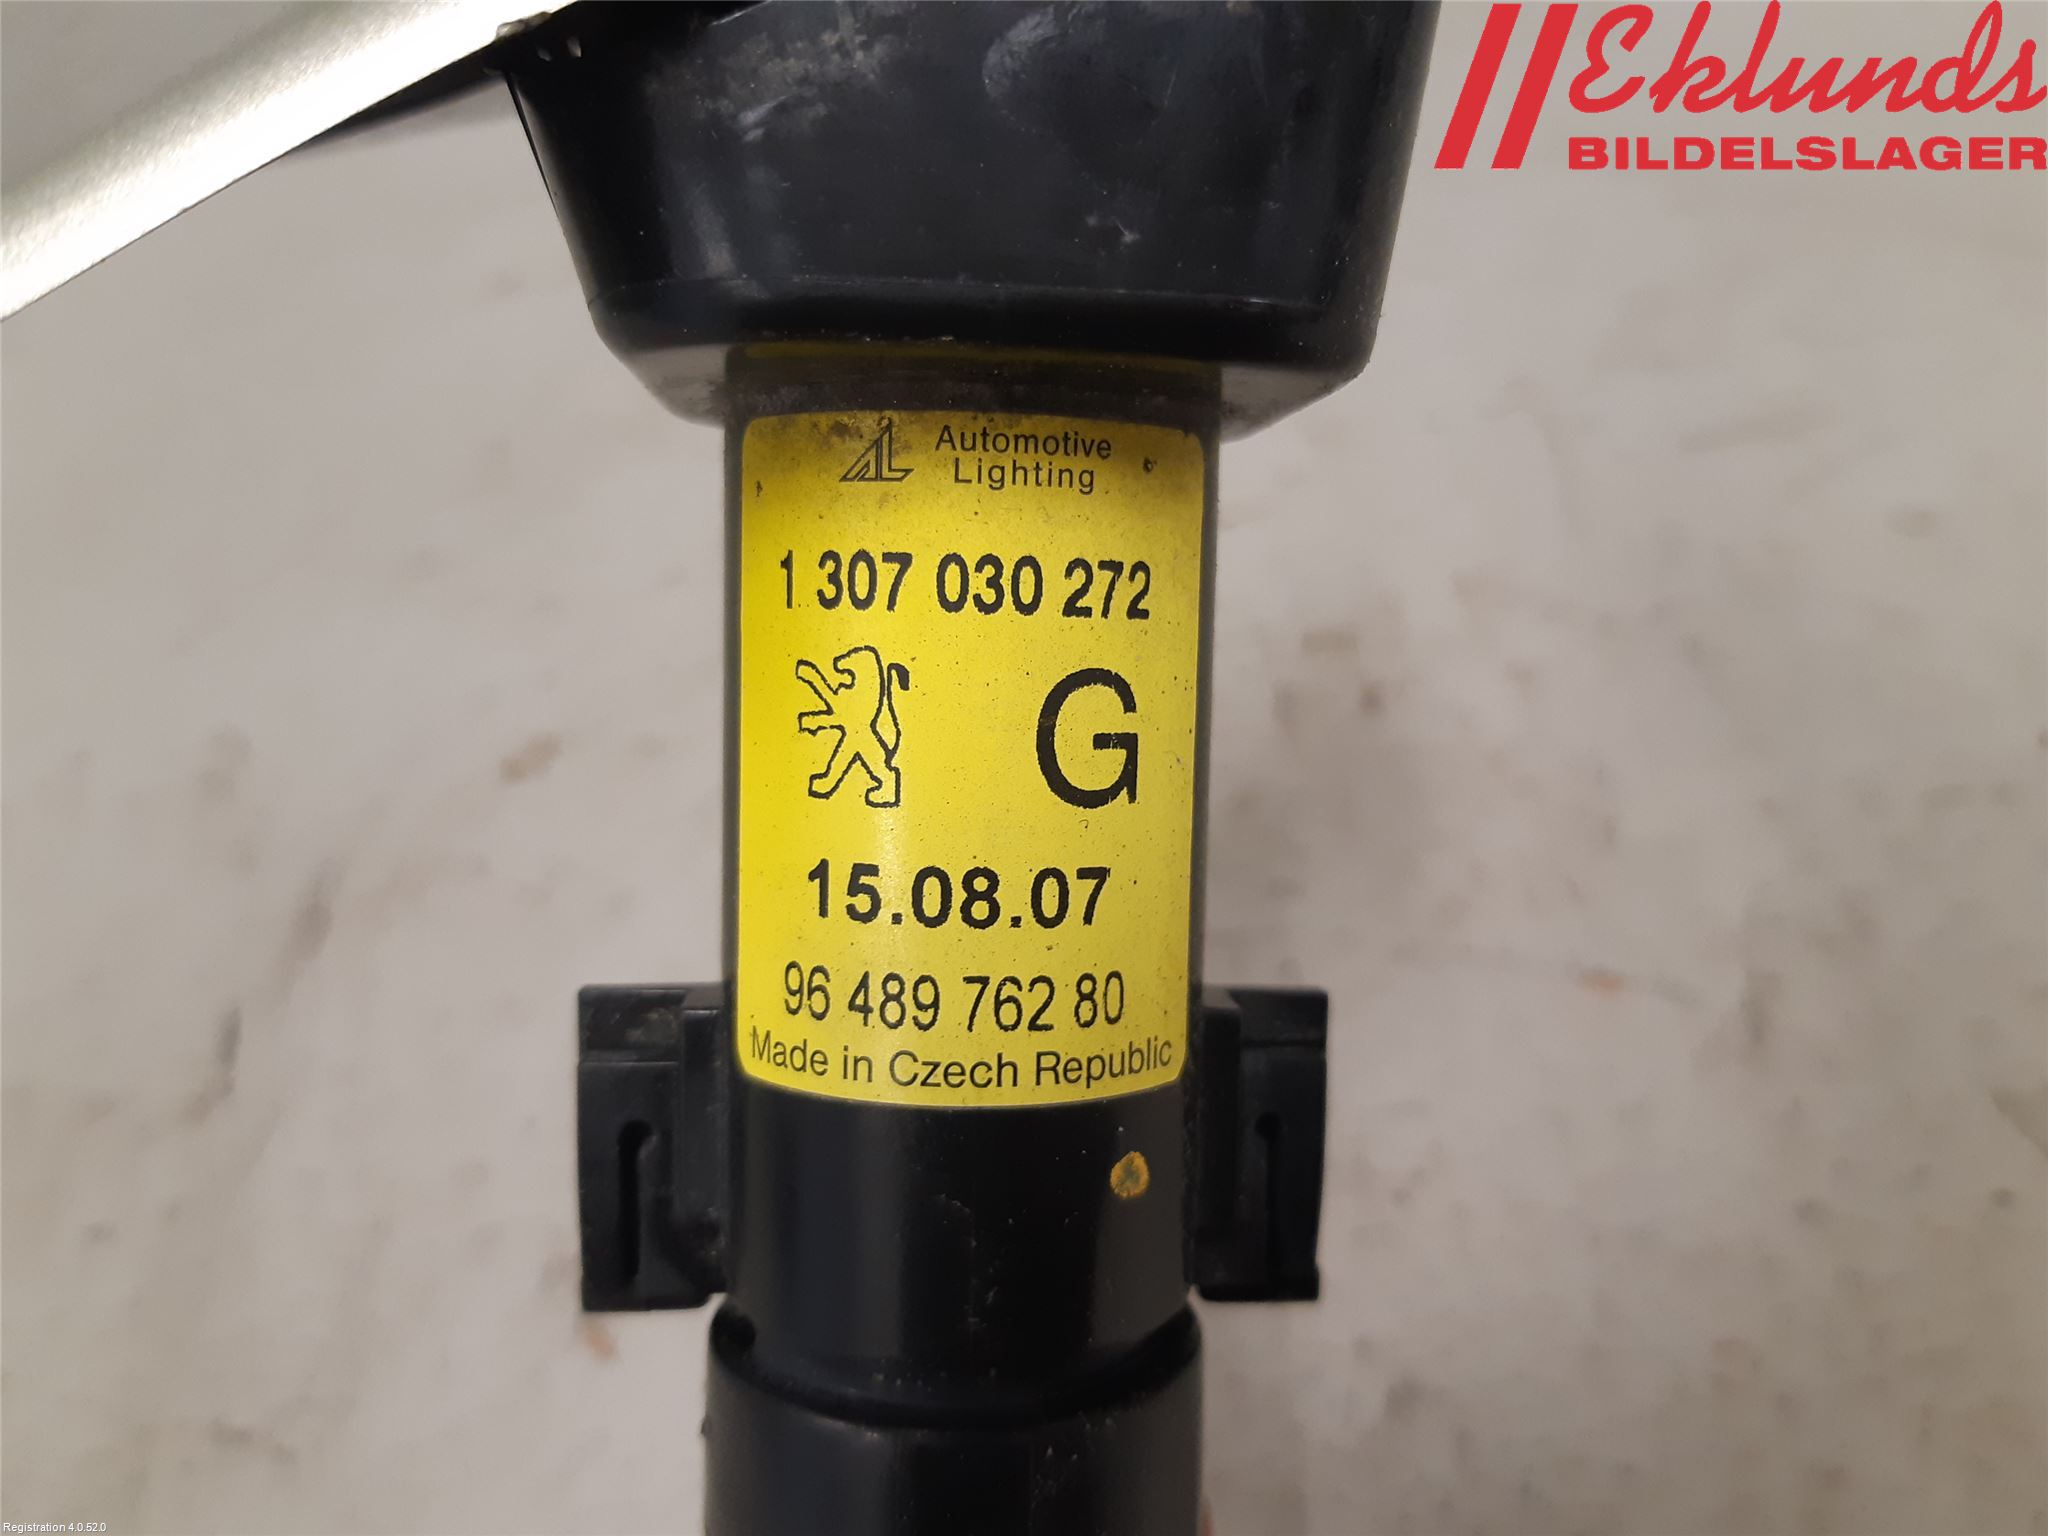 Eklunds
BILDELSLAGER
Automotive
Lighting
1 307 030 272
G
15.08.07
96 489 762 80
Made in Czech Republic
Registration 4.0.52.0